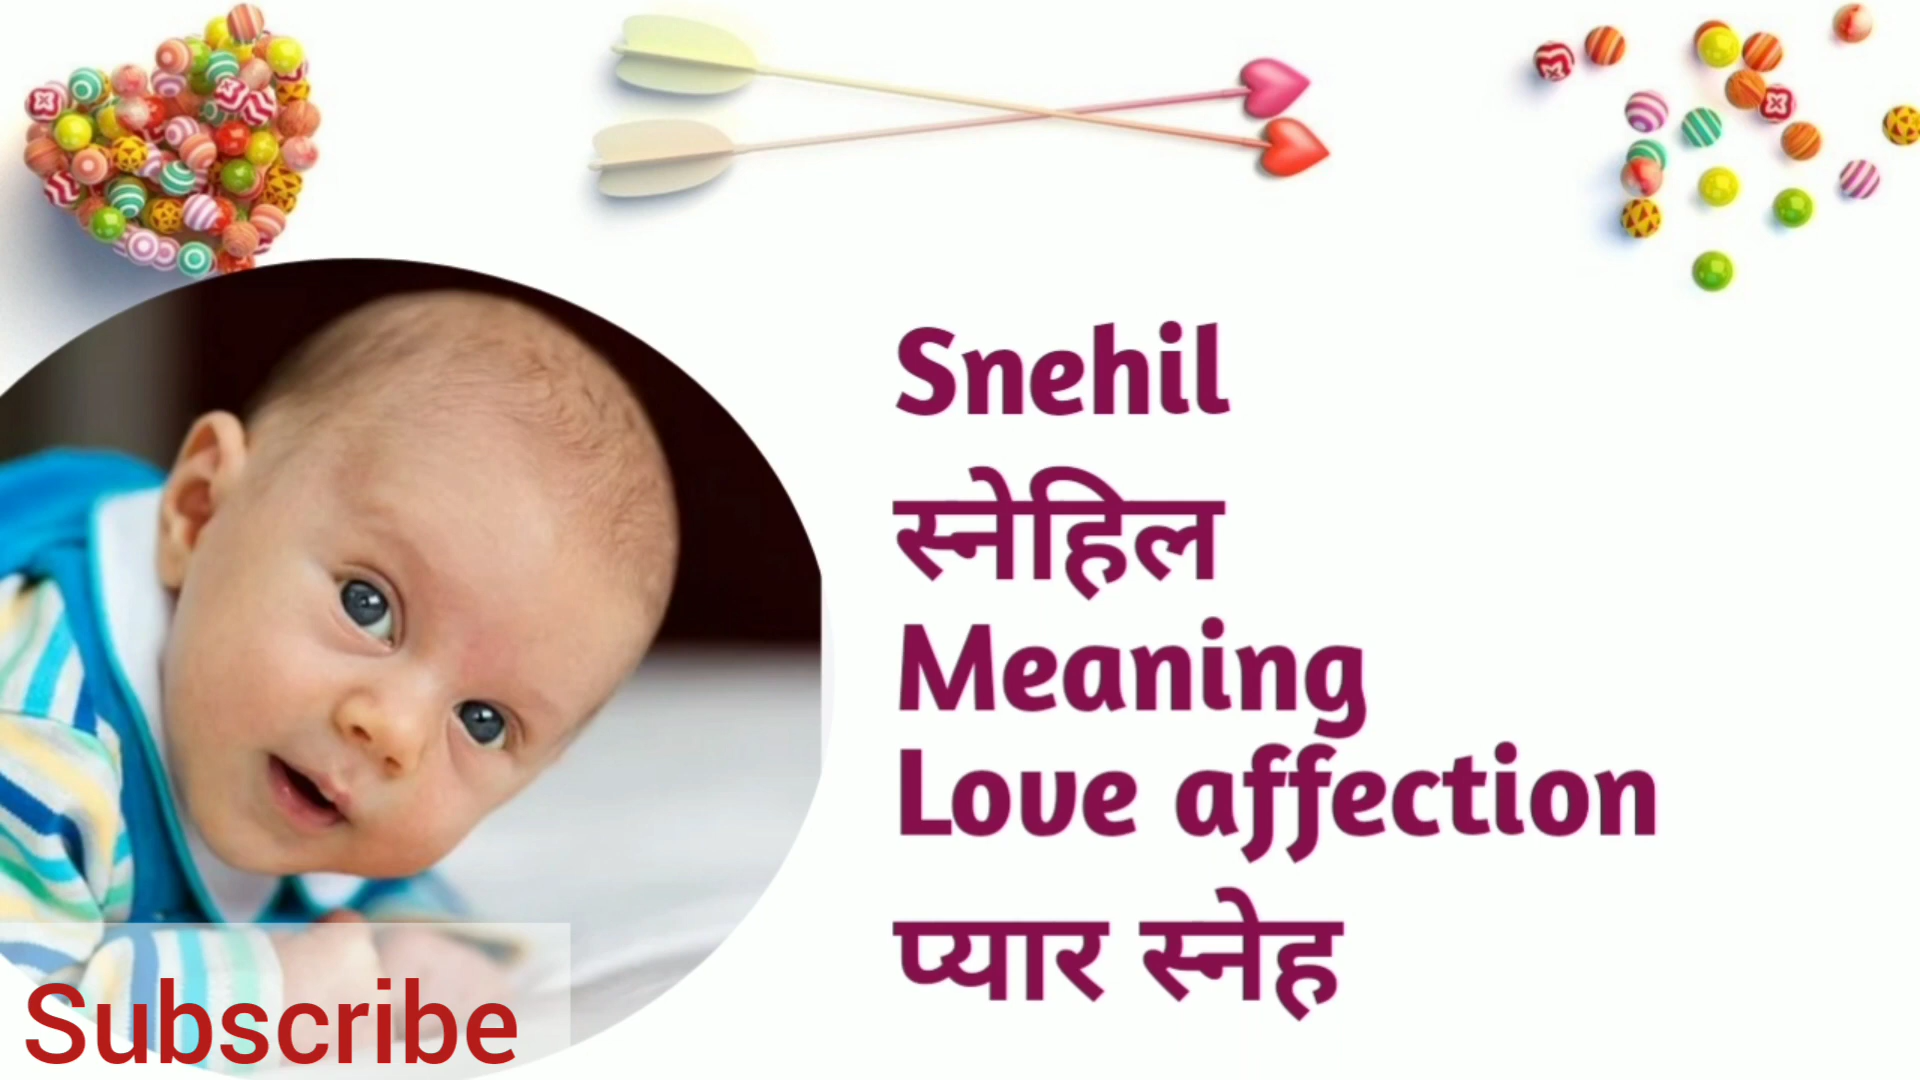 Snehil
स्नेहिल
Meaning
Love affection
प्यार स्नेह
Subscribe